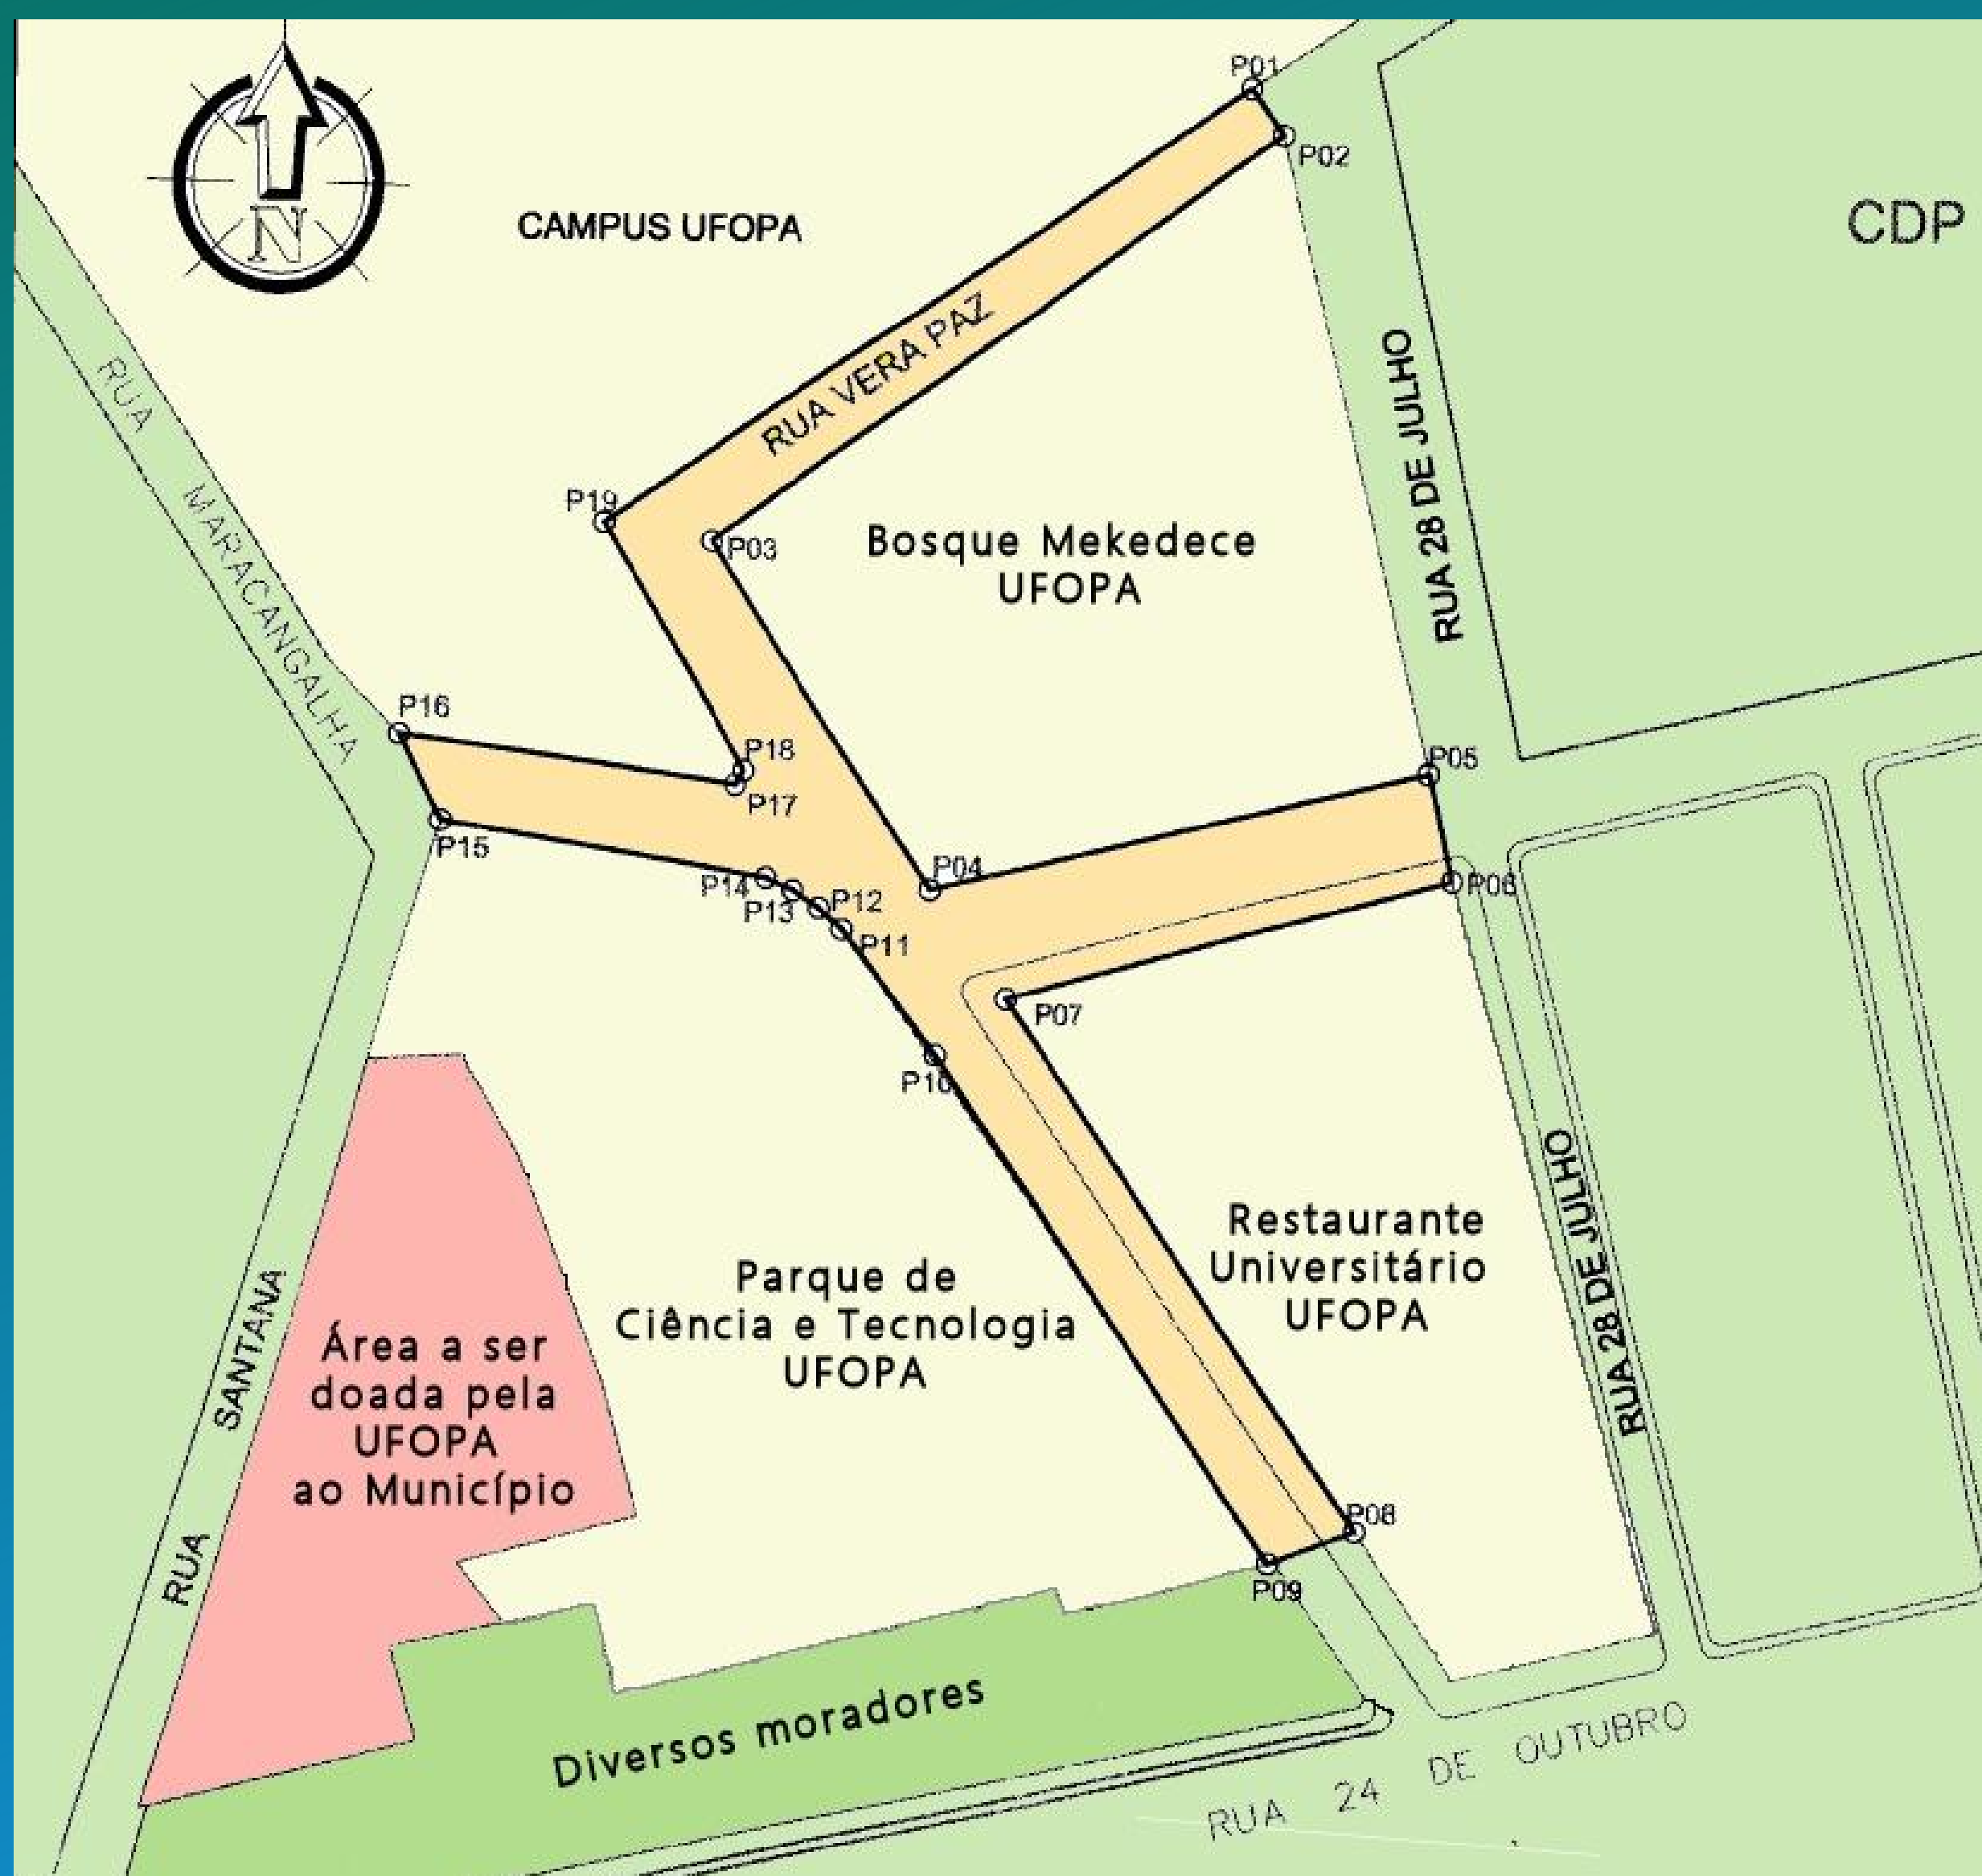 P01
P02
N
CAMPUS UFOPA
CDP
RUA VERA PAZ
RUA 28 DE JULHO
RUA MARACANGALHA
P19
P03
Bosque Mekedece
UFOPA
P16
P18
P17
P05
P15
P14
P13
P12
P11
P04
P06
P07
P10
Restaurante
Universitário
UFOPA
RUA 28 DE JULHO
Parque de
Ciência e Tecnologia
UFOPA
RUA SANTANA
Área a ser
doada pela
UFOPA
ao Município
P08
P09
Diversos moradores
RUA 24 DE OUTUBRO